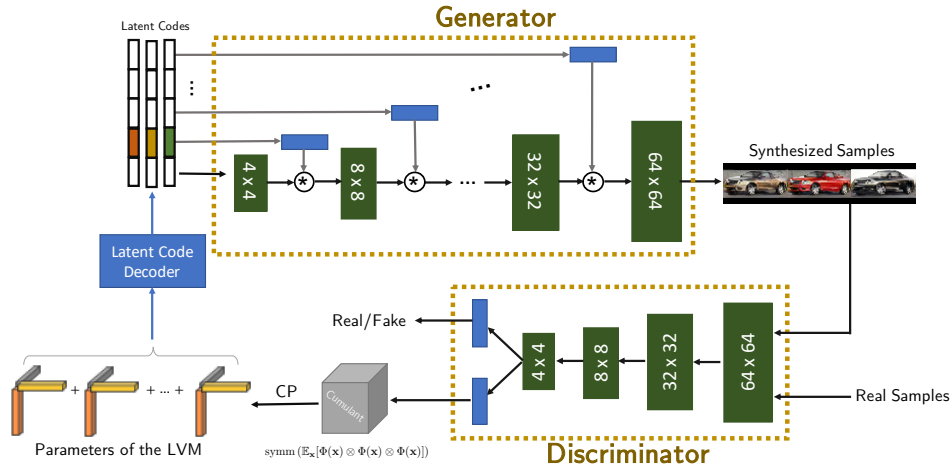 Generator
Latent Codes
...
...
4 x 4
*
8 x 8
*
...
32 x 32
*
64 x 64
Synthesized Samples
Latent Code
Decoder
Real/Fake
4 x 4
8 x 8
32 x 32
64 x 64
Real Samples
+ + ... +
CP
Cumulant
Parameters of the LVM
symm (𝔼ₓ[Φ(x) ⊗ Φ(x) ⊗ Φ(x)])
Discriminator